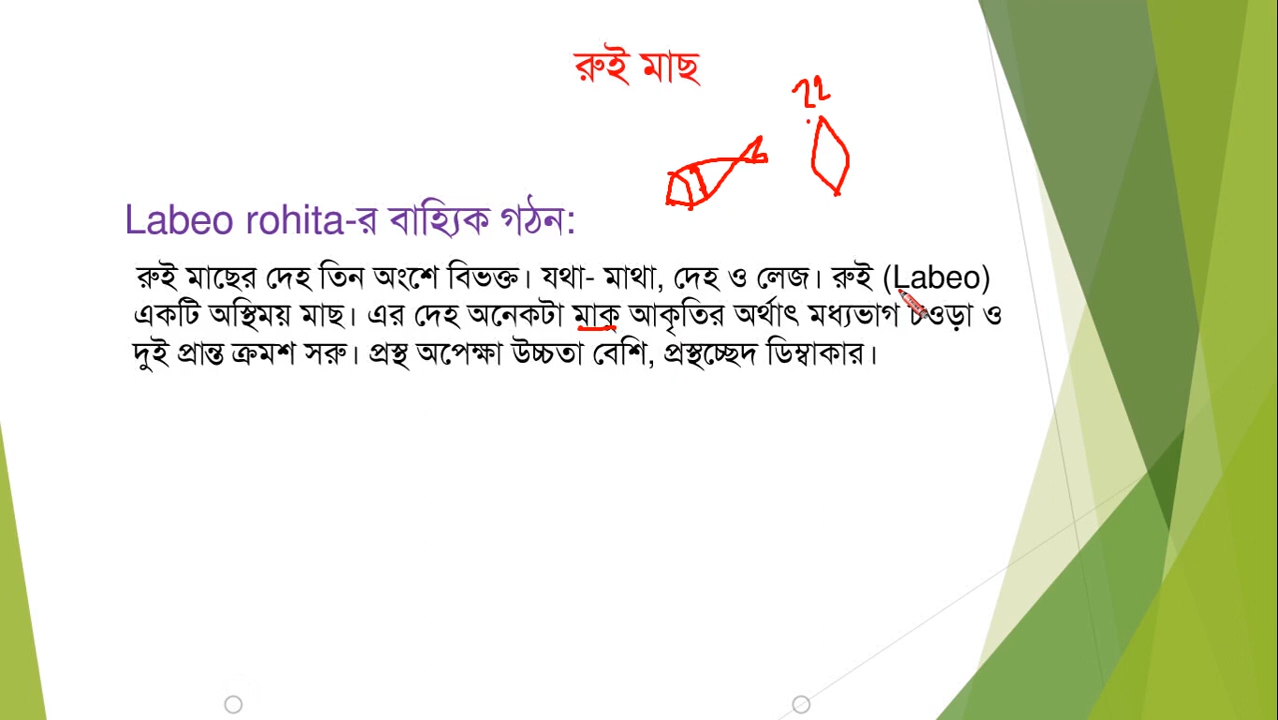 রুই মাছ
Labeo rohita-র বাহ্যিক গঠন:
রুই মাছের দেহ তিন অংশে বিভক্ত। যথা- মাথা, দেহ ও লেজ। রুই (Labeo)
একটি অস্থিময় মাছ। এর দেহ অনেকটা মাকু আকৃতির অর্থাৎ মধ্যভাগ চওড়া ও
দুই প্রান্ত ক্রমশ সরু। প্রস্থ অপেক্ষা উচ্চতা বেশি, প্রস্থচ্ছেদ ডিম্বাকার।